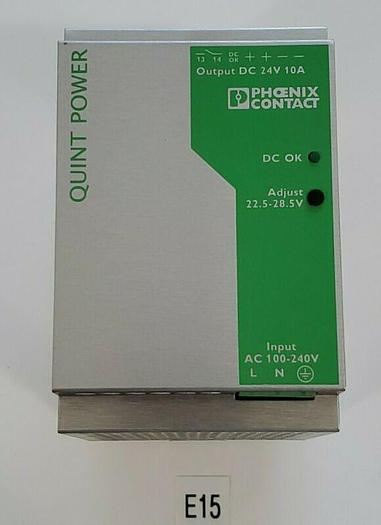 13 14 DC OK + + − −
Output DC 24V 10A
PHŒNIX
CONTACT
QUINT POWER
DC OK
Adjust
22.5-28.5V
Input
AC 100-240V
L N
E15